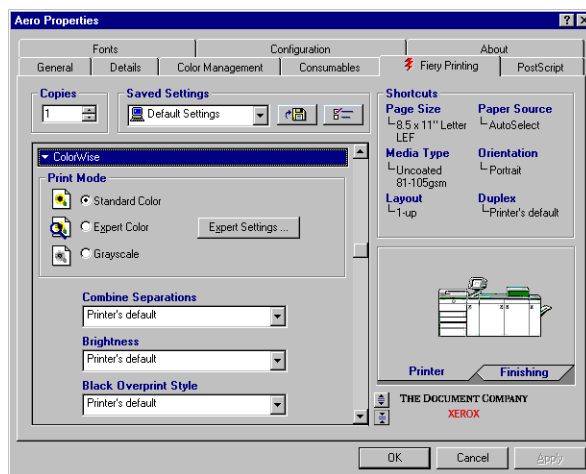 Aero Properties
Fonts Configuration About
General Details Color Management Consumables Fiery Printing PostScript
Copies
1
Saved Settings
Default Settings
ColorWise
Print Mode
Standard Color
Expert Color
Expert Settings ...
Grayscale
Combine Separations
Printer's default
Brightness
Printer's default
Black Overprint Style
Printer's default
Shortcuts
Page Size
8.5 x 11" Letter
LEF
Paper Source
AutoSelect
Media Type
Uncoated
81-105gsm
Orientation
Portrait
Layout
1-up
Duplex
Printer's default
Printer Finishing
THE DOCUMENT COMPANY
XEROX
OK Cancel Apply